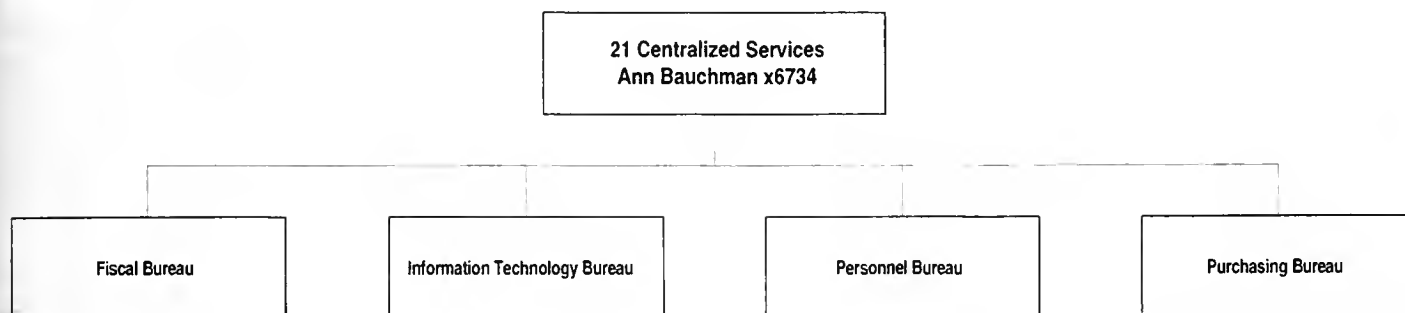 21 Centralized Services
Ann Bauchman x6734
Fiscal Bureau
Information Technology Bureau
Personnel Bureau
Purchasing Bureau